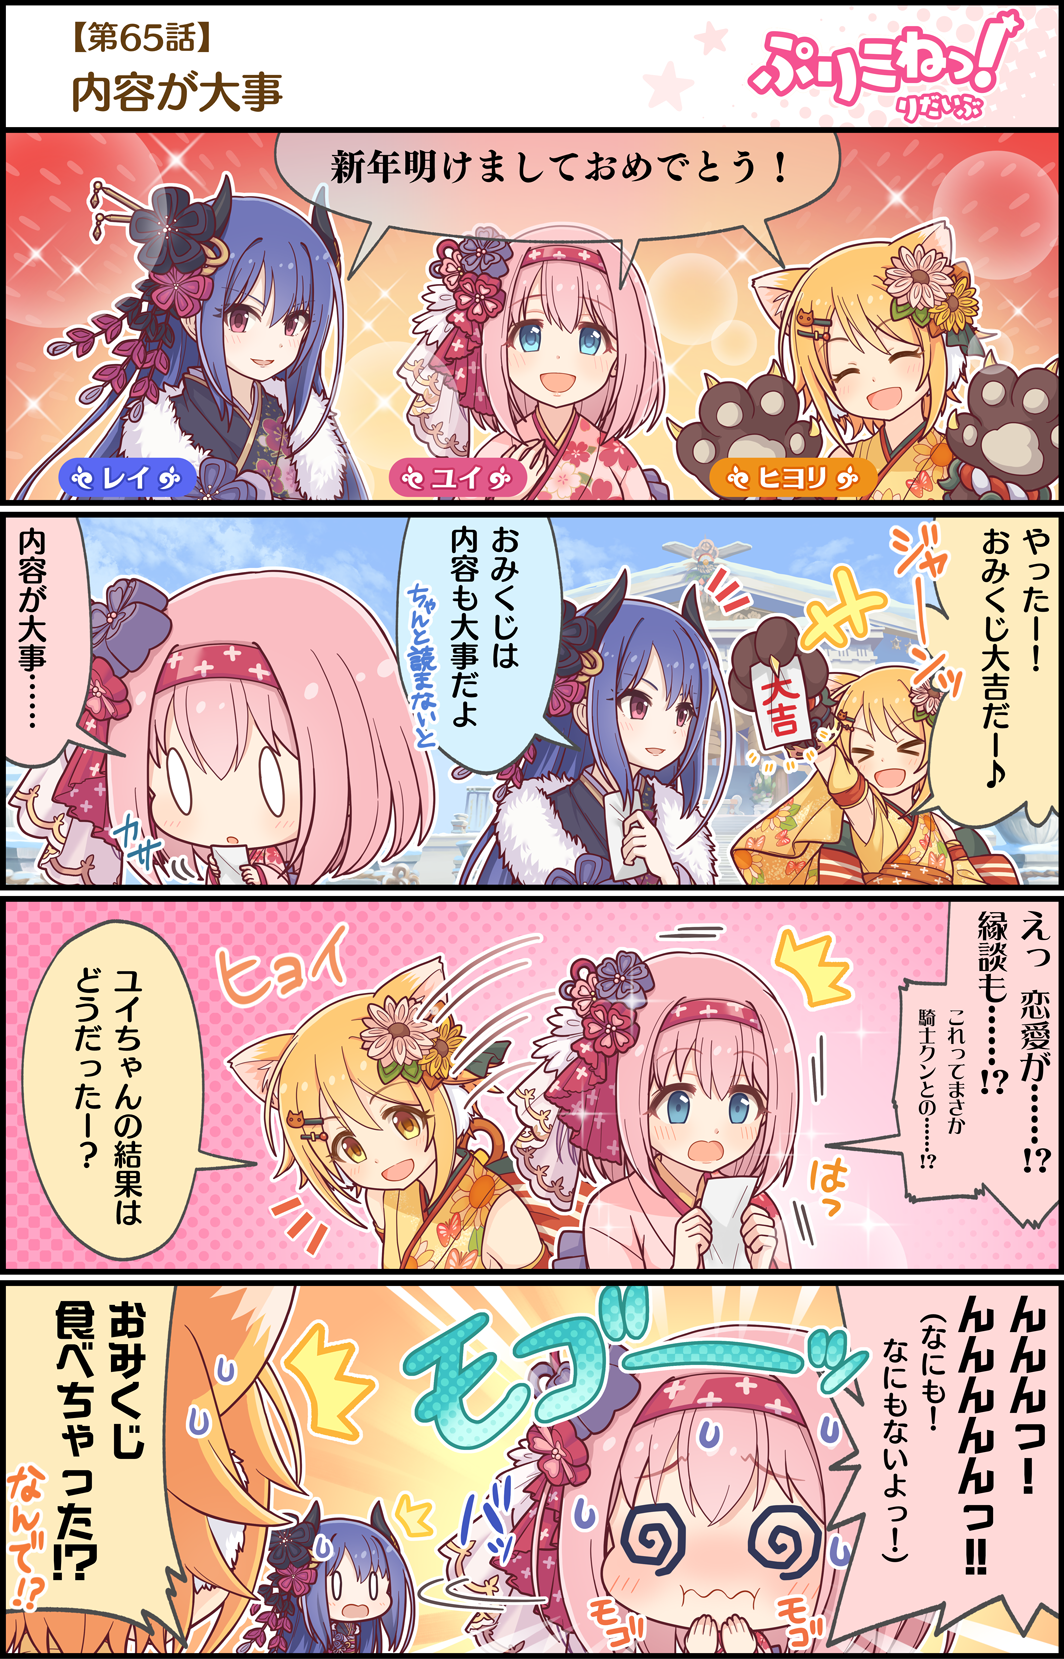 【第65話】
内容が大事
ぷりこねっ!
りだいぶ
新年明けましておめでとう！
レイ
ユイ
ヒヨリ
やったー！
おみくじ大吉だー♪
ジャーンッ
大吉
おみくじは
内容も大事だよ
ちゃんと読まないと
内容が大事……
カサ
えっ 恋愛が……!?
縁談も……!?
これってまさか
騎士クンとの……!?
はっ
ヒョイ
ユイちゃんの結果は
どうだったー？
んんんっ！
んんんんんっ!!
(なにも！
なにもないよっ！)
モゴーッ
バッ
モゴ
モゴ
おみくじ
食べちゃった!?
なんで!?